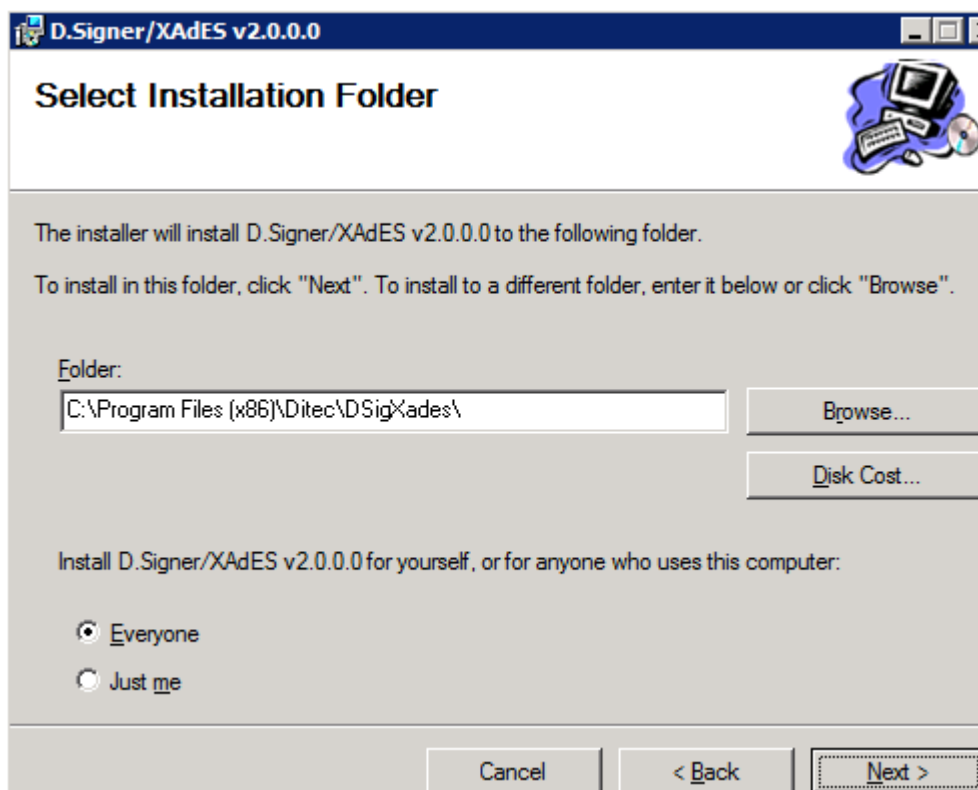 D.Signer/XAdES v2.0.0.0
Select Installation Folder
The installer will install D.Signer/XAdES v2.0.0.0 to the following folder.
To install in this folder, click "Next". To install to a different folder, enter it below or click "Browse".
Folder:
C:\Program Files (x86)\Ditec\DSigXades\
Browse...
Disk Cost...
Install D.Signer/XAdES v2.0.0.0 for yourself, or for anyone who uses this computer:
Everyone
Just me
Cancel
< Back
Next >